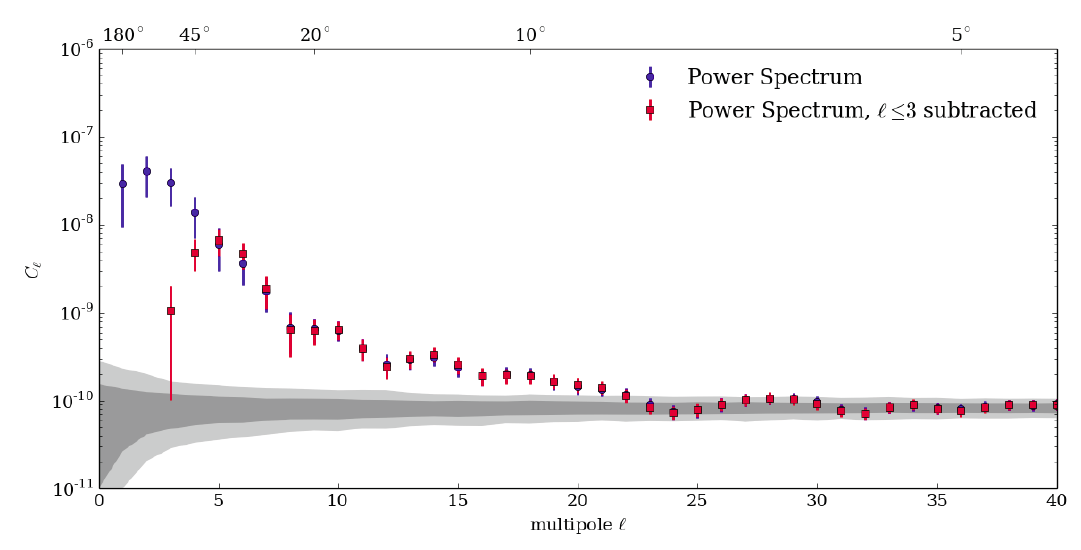 180° 45° 20° 10° 5°
10⁻⁶
Power Spectrum
Power Spectrum, ℓ ≤3 subtracted
10⁻⁷
10⁻⁸
Cℓ
10⁻⁹
10⁻¹⁰
10⁻¹¹
0 5 10 15 20 25 30 35 40
multipole ℓ